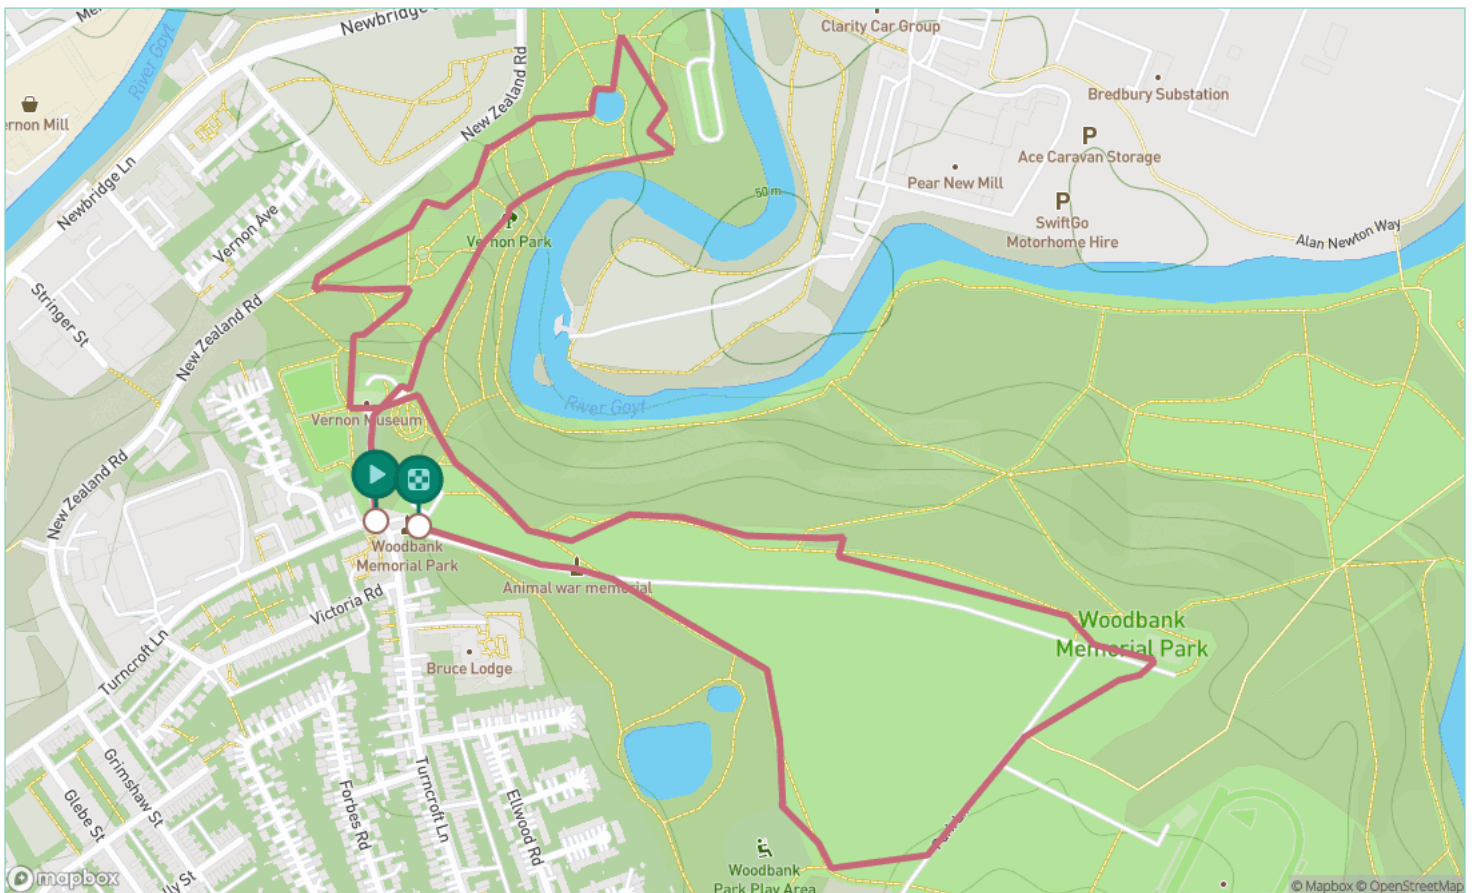 Newbridge
River Goyt
ernon Mill
Newbridge Ln
Vernon Ave
Stringer St
New Zealand Rd
New Zealand Rd
New Zealand Rd
Clarity Car Group
Bredbury Substation
P
Ace Caravan Storage
Pear New Mill
P
SwiftGo
Motorhome Hire
Alan Newton Way
50 m
Vernon Park
River Goyt
Vernon Museum
Woodbank
Memorial Park
Animal war memorial
Victoria Rd
Turncroft Ln
Bruce Lodge
Woodbank
Memorial Park
Grimshaw St
Glebe St
Forbes Rd
Turncroft Ln
Ellwood Rd
Woodbank
Park Play Area
lly St
mapbox
© Mapbox © OpenStreetMap